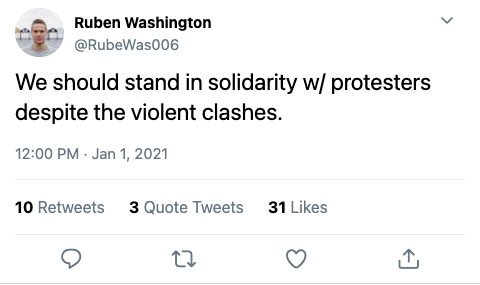 Ruben Washington
@RubeWas006
We should stand in solidarity w/ protesters
despite the violent clashes.
12:00 PM · Jan 1, 2021
10 Retweets 3 Quote Tweets 31 Likes